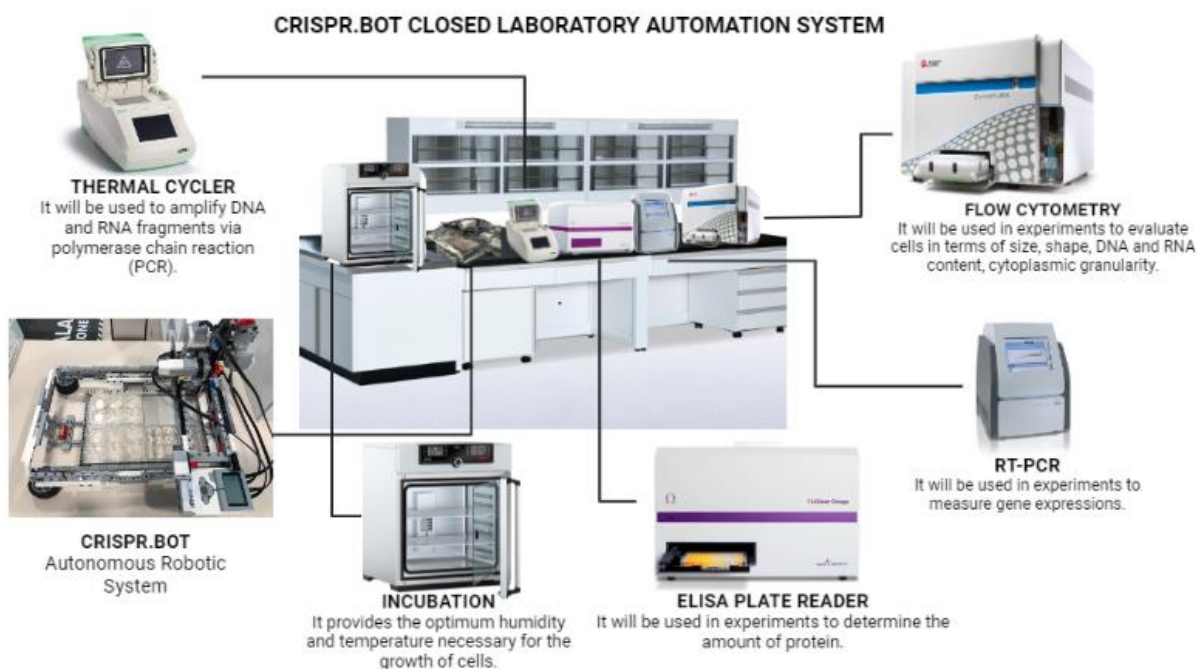 CRISPR.BOT CLOSED LABORATORY AUTOMATION SYSTEM
THERMAL CYCLER
It will be used to amplify DNA
and RNA fragments via
polymerase chain reaction
(PCR).
FLOW CYTOMETRY
It will be used in experiments to evaluate
cells in terms of size, shape, DNA and RNA
content, cytoplasmic granularity.
CRISPR.BOT
Autonomous Robotic
System
INCUBATION
It provides the optimum humidity
and temperature necessary for the
growth of cells.
ELISA PLATE READER
It will be used in experiments to determine the
amount of protein.
RT-PCR
It will be used in experiments to
measure gene expressions.